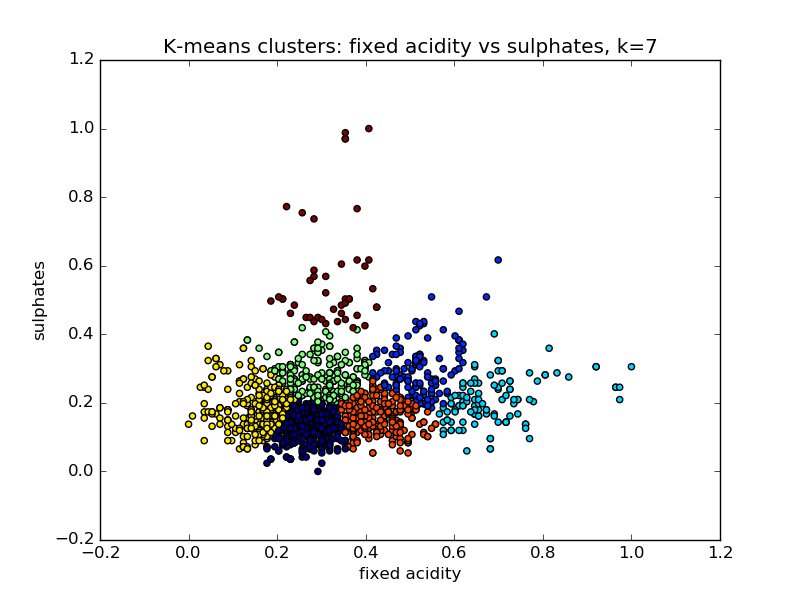 K-means clusters: fixed acidity vs sulphates, k=7
1.2
1.0
0.8
0.6
0.4
0.2
0.0
−0.2
sulphates
−0.2 0.0 0.2 0.4 0.6 0.8 1.0 1.2
fixed acidity